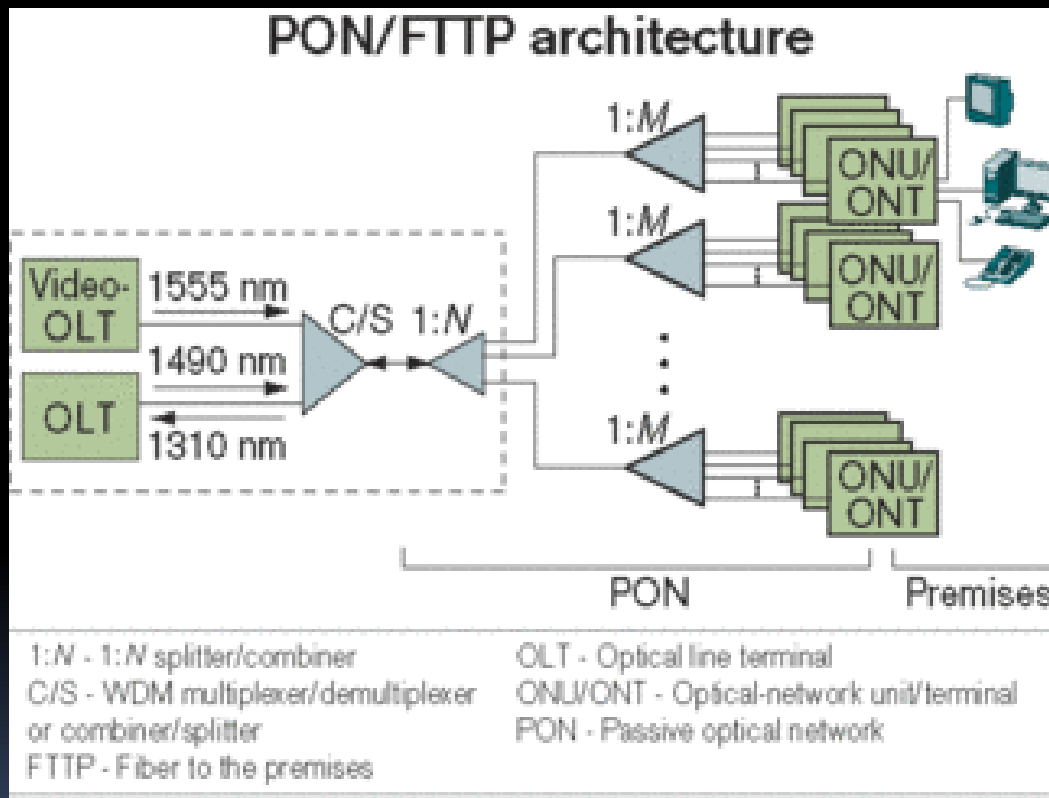 PON/FTTP architecture
1:M
ONU/
ONT
1:M
ONU/
ONT
Video-
OLT
1555 nm
C/S
1:N
1490 nm
OLT
1310 nm
1:M
ONU/
ONT
PON
Premises
1:N - 1:N splitter/combiner
C/S - WDM multiplexer/demultiplexer
or combiner/splitter
FTTP - Fiber to the premises
OLT - Optical line terminal
ONU/ONT - Optical-network unit/terminal
PON - Passive optical network